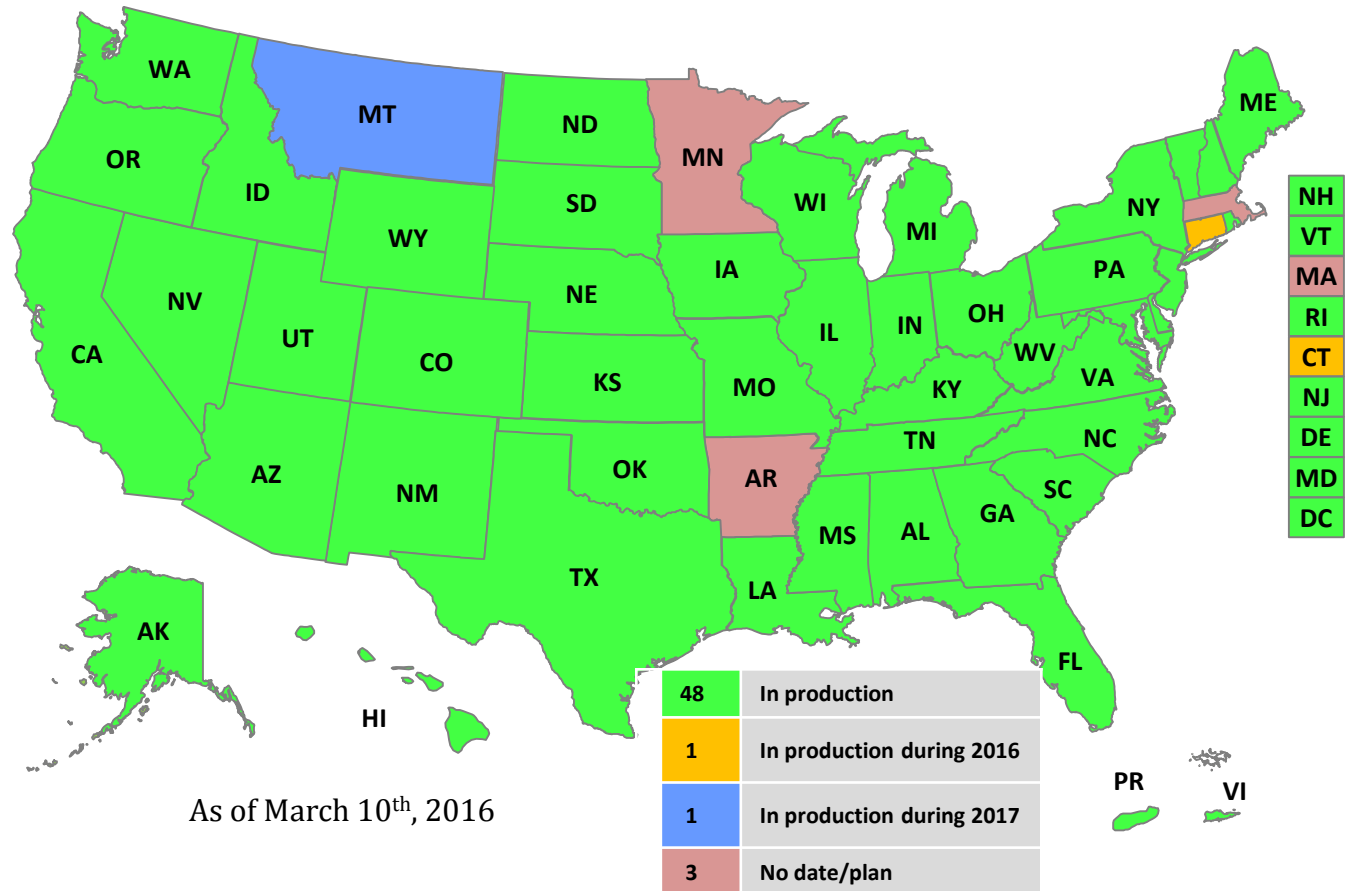 WA
MT
ND
MN
ME
OR
ID
SD
WI
MI
NY
WY
IA
PA
NE
NV
UT
CO
IL
IN
OH
WV
VA
CA
KS
MO
KY
TN
NC
AZ
NM
OK
AR
SC
MS
AL
GA
TX
LA
AK
HI
FL
PR
VI
NH
VT
MA
RI
CT
NJ
DE
MD
DC
48 In production
1 In production during 2016
1 In production during 2017
3 No date/plan
As of March 10th, 2016